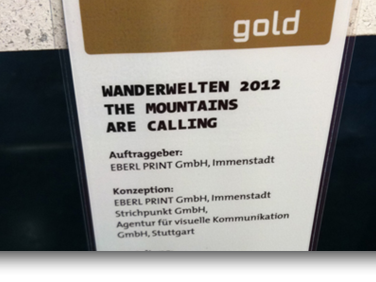 gold
WANDERWELTEN 2012
THE MOUNTAINS
ARE CALLING
Auftraggeber:
EBERL PRINT GmbH, Immenstadt
Konzeption:
EBERL PRINT GmbH, Immenstadt
Strichpunkt GmbH,
Agentur für visuelle Kommunikation
GmbH, Stuttgart